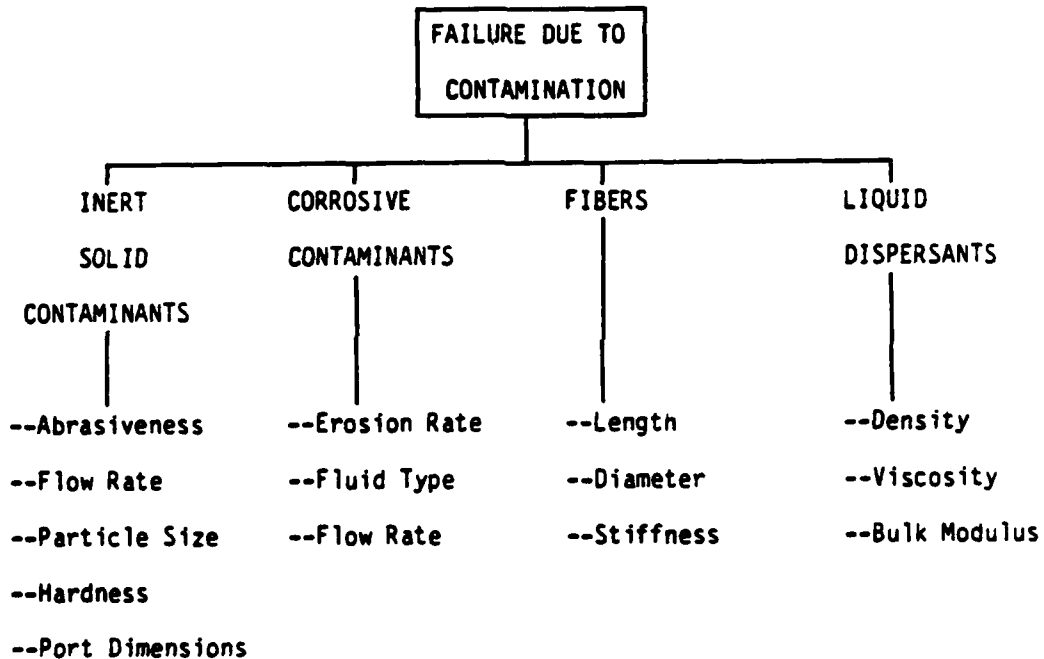 FAILURE DUE TO
CONTAMINATION
INERT
SOLID
CONTAMINANTS
--Abrasiveness
--Flow Rate
--Particle Size
--Hardness
--Port Dimensions
CORROSIVE
CONTAMINANTS
--Erosion Rate
--Fluid Type
--Flow Rate
FIBERS
--Length
--Diameter
--Stiffness
LIQUID
DISPERSANTS
--Density
--Viscosity
--Bulk Modulus